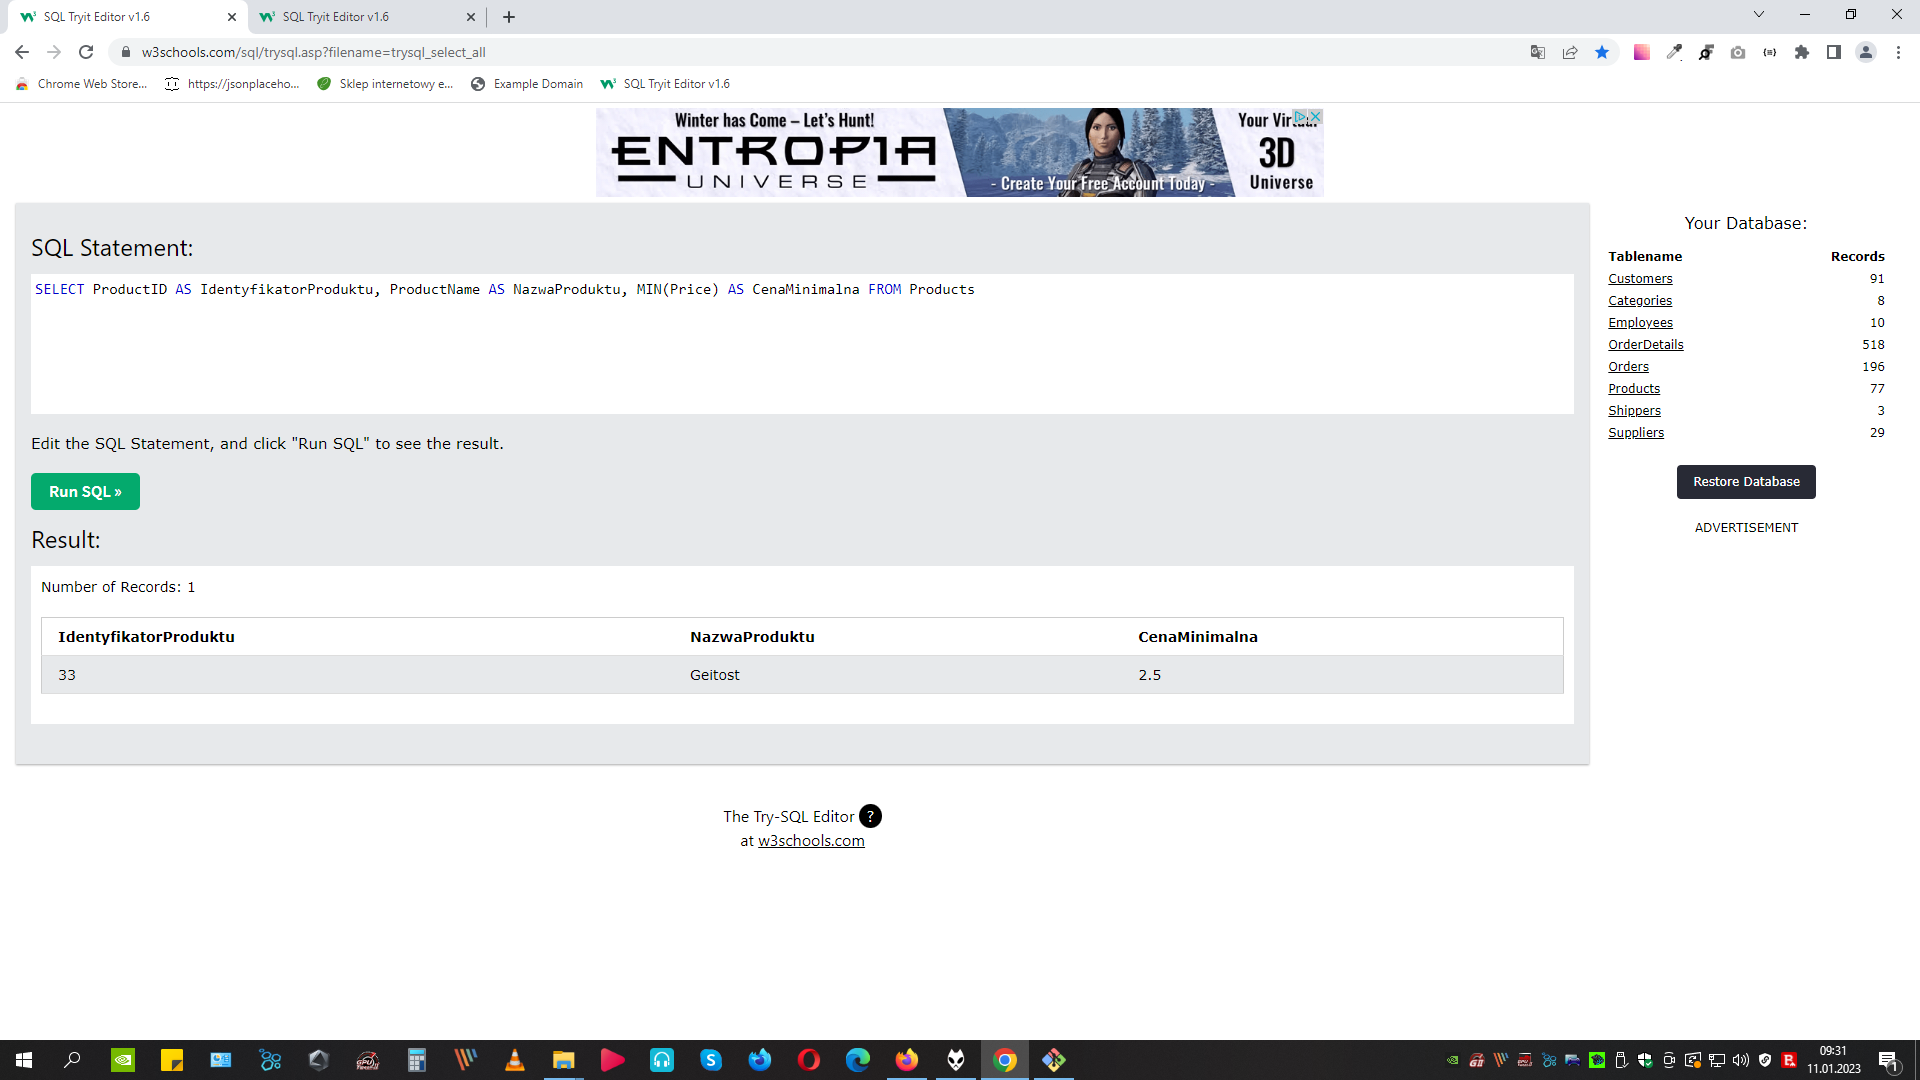 SQL Tryit Editor v1.6
SQL Tryit Editor v1.6
w3schools.com/sql/trysql.asp?filename=trysql_select_all
Chrome Web Store...
https://jsonplaceho...
Sklep internetowy e...
Example Domain
SQL Tryit Editor v1.6
Winter has Come – Let's Hunt!
ENTROPIA
UNIVERSE
- Create Your Free Account Today -
3D
Universe
SQL Statement:
SELECT ProductID AS IdentyfikatorProduktu, ProductName AS NazwaProduktu, MIN(Price) AS CenaMinimalna FROM Products
Edit the SQL Statement, and click "Run SQL" to see the result.
Run SQL »
Result:
Number of Records: 1
IdentyfikatorProduktu NazwaProduktu CenaMinimalna
33 Geitost 2.5
Your Database:
Tablename Records
Customers 91
Categories 8
Employees 10
OrderDetails 518
Orders 196
Products 77
Shippers 3
Suppliers 29
Restore Database
ADVERTISEMENT
The Try-SQL Editor ?
at w3schools.com
09:31
11.01.2023
1